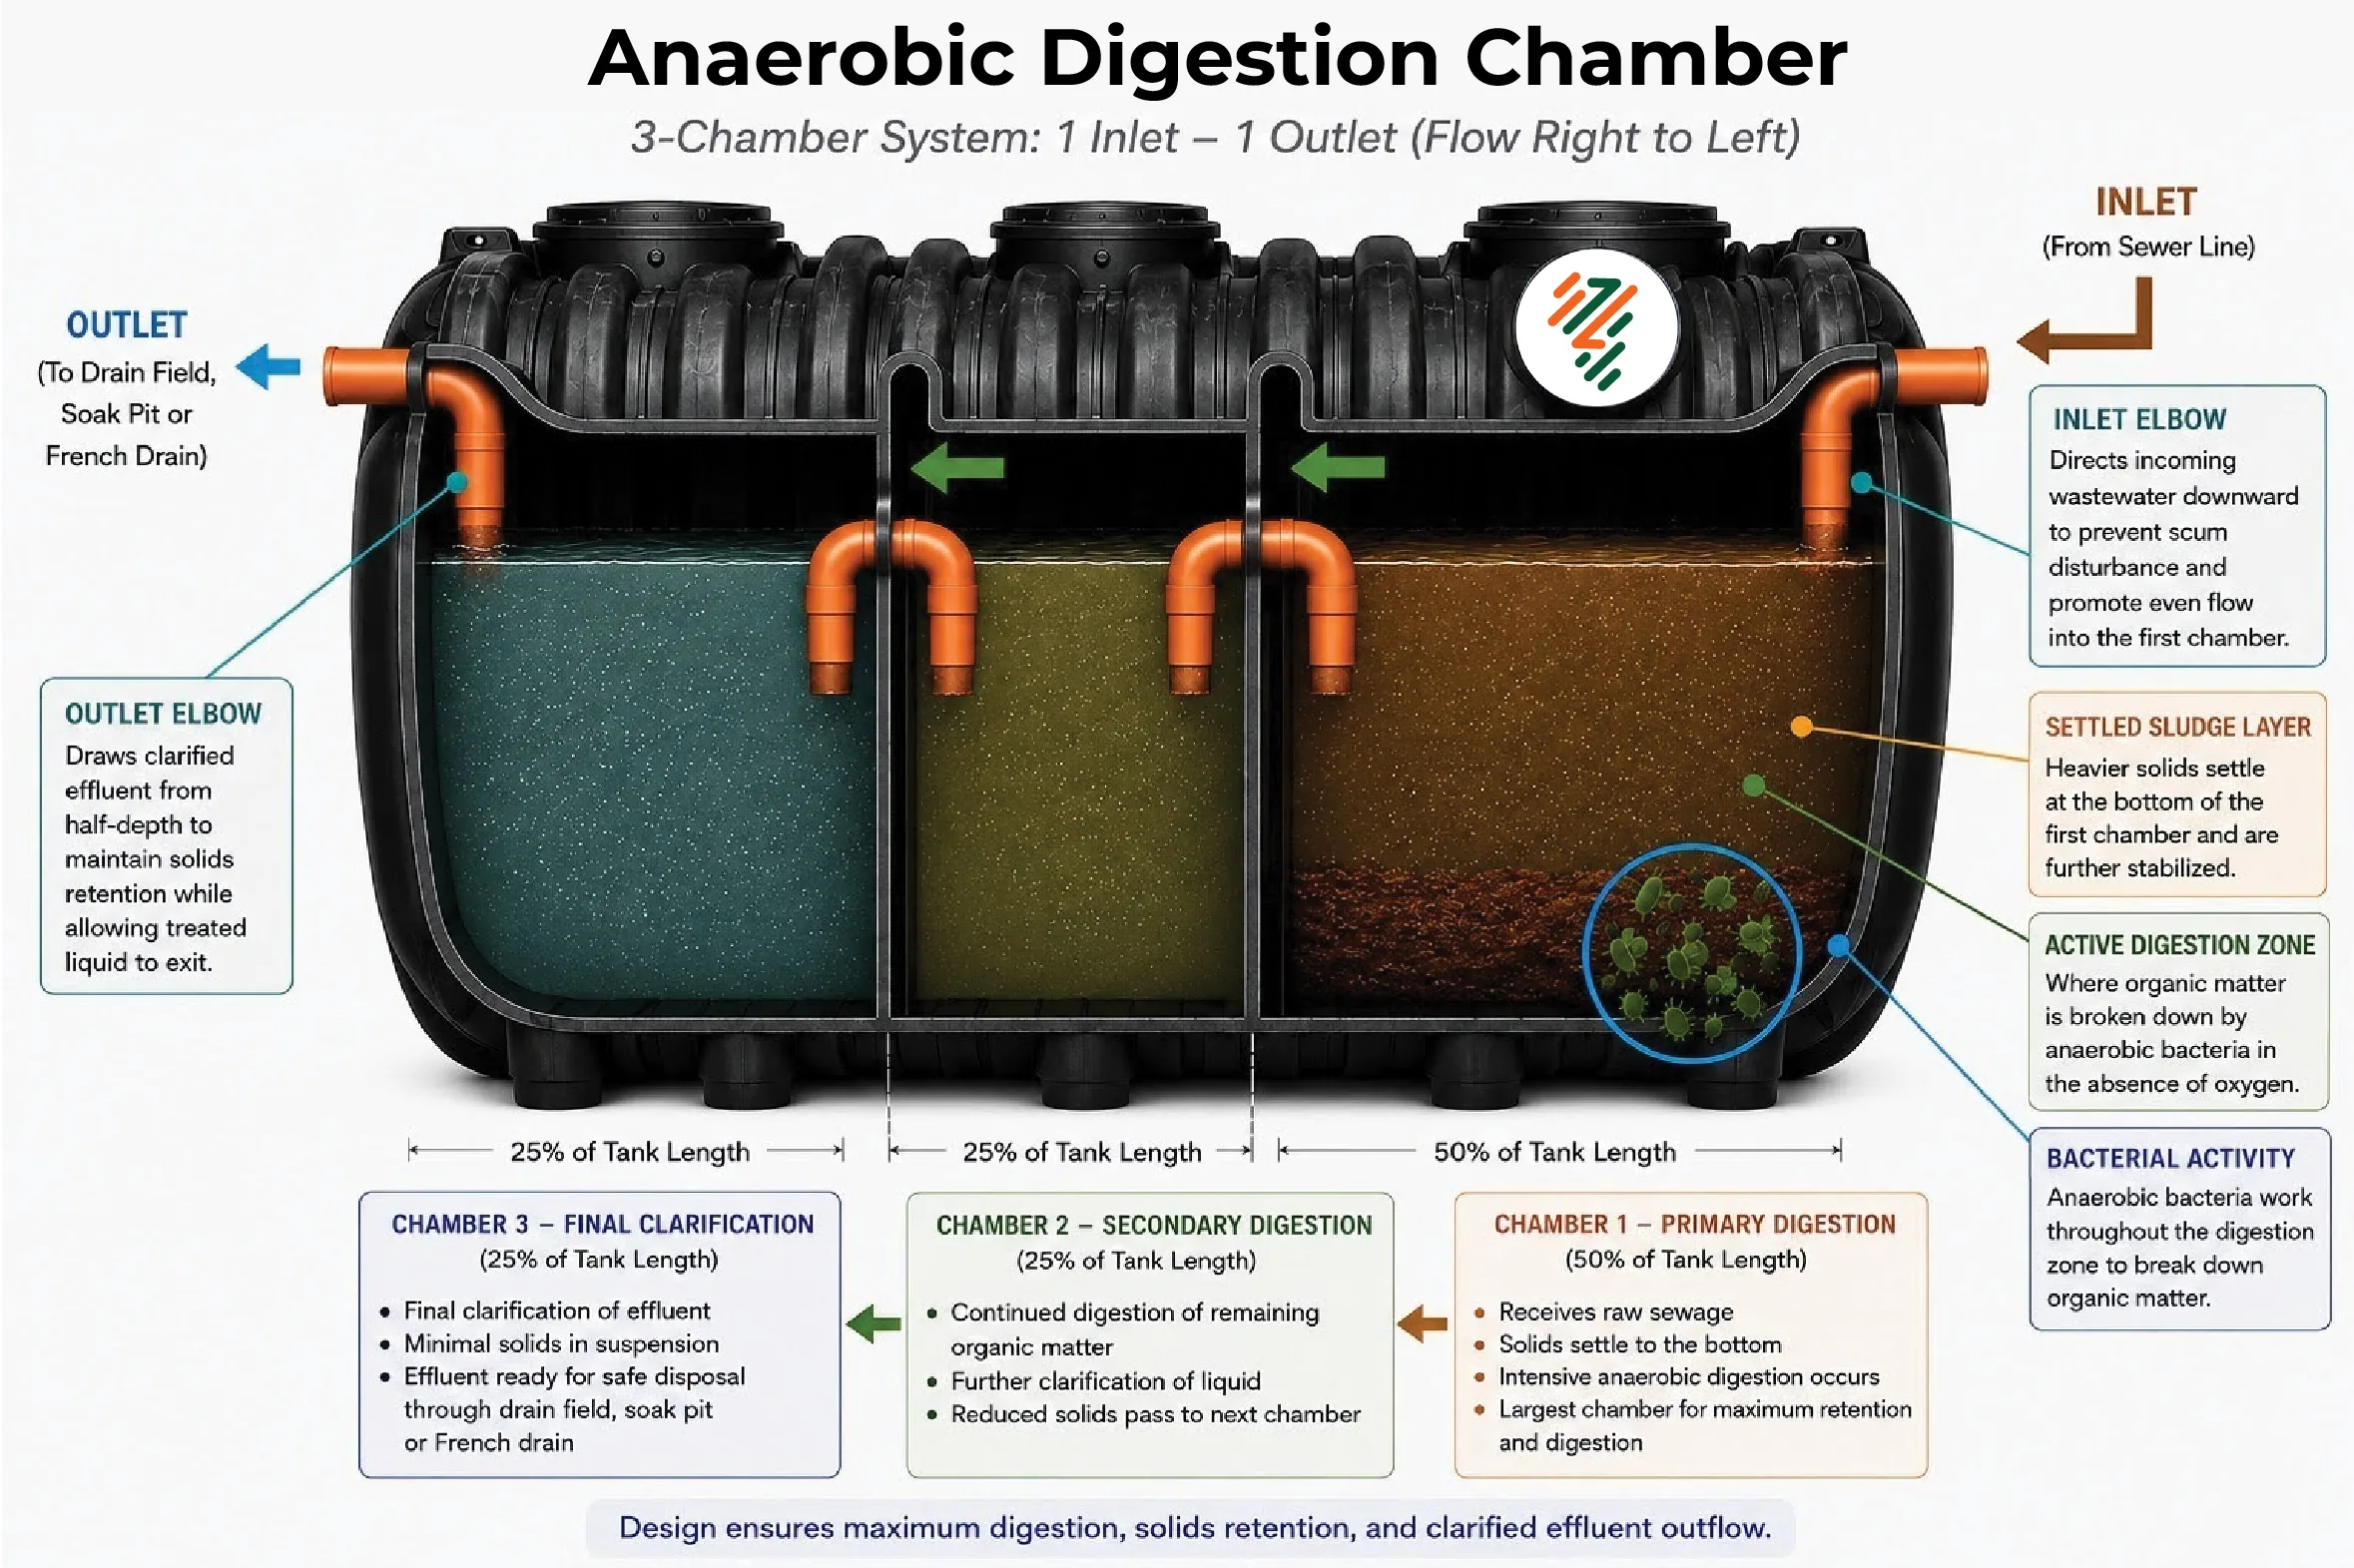 Anaerobic Digestion Chamber
3-Chamber System: 1 Inlet – 1 Outlet (Flow Right to Left)
INLET
(From Sewer Line)
OUTLET
(To Drain Field,
Soak Pit or
French Drain)
INLET ELBOW
Directs incoming
wastewater downward
to prevent scum
disturbance and
promote even flow
into the first chamber.
OUTLET ELBOW
Draws clarified
effluent from
half-depth to
maintain solids
retention while
allowing treated
liquid to exit.
SETTLED SLUDGE LAYER
Heavier solids settle
at the bottom of the
first chamber and are
further stabilized.
ACTIVE DIGESTION ZONE
Where organic matter
is broken down by
anaerobic bacteria in
the absence of oxygen.
BACTERIAL ACTIVITY
Anaerobic bacteria work
throughout the digestion
zone to break down
organic matter.
25% of Tank Length
25% of Tank Length
50% of Tank Length
CHAMBER 3 – FINAL CLARIFICATION
(25% of Tank Length)
• Final clarification of effluent
• Minimal solids in suspension
• Effluent ready for safe disposal
through drain field, soak pit
or French drain
CHAMBER 2 – SECONDARY DIGESTION
(25% of Tank Length)
• Continued digestion of remaining
organic matter
• Further clarification of liquid
• Reduced solids pass to next chamber
CHAMBER 1 – PRIMARY DIGESTION
(50% of Tank Length)
• Receives raw sewage
• Solids settle to the bottom
• Intensive anaerobic digestion occurs
• Largest chamber for maximum retention
and digestion
Design ensures maximum digestion, solids retention, and clarified effluent outflow.